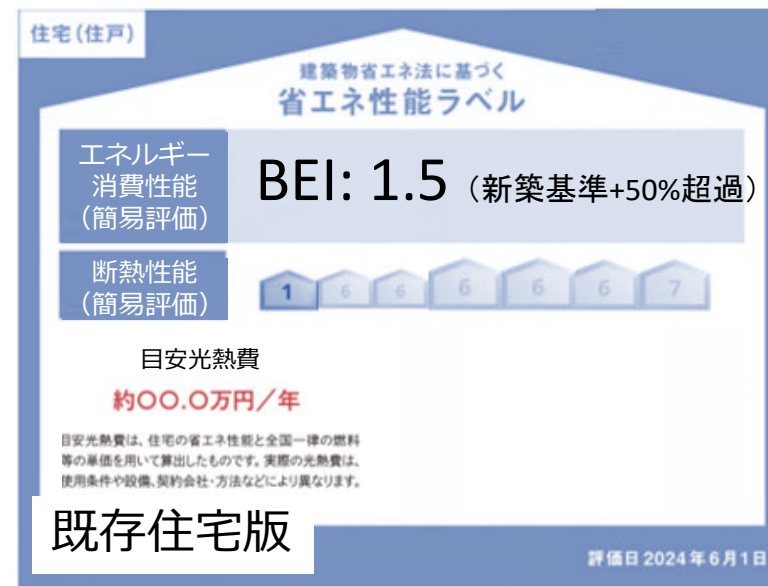 住宅(住戸)
建築物省エネ法に基づく
省エネ性能ラベル
エネルギー
消費性能
(簡易評価)
BEI: 1.5 (新築基準+50%超過)
断熱性能
(簡易評価)
1 6 6 6 6 6 7
目安光熱費
約〇〇.〇万円/年
目安光熱費は、住宅の省エネ性能と全国一律の燃料
等の単価を用いて算出したものです。実際の光熱費は、
使用条件や設備、契約会社・方法などにより異なります。
既存住宅版
評価日 2024年6月1日